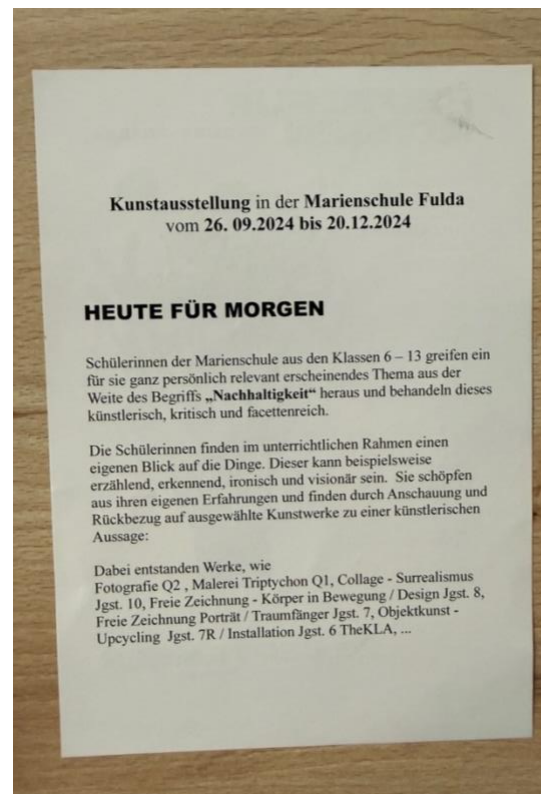 Kunstausstellung in der Marienschule Fulda
vom 26. 09.2024 bis 20.12.2024
HEUTE FÜR MORGEN
Schülerinnen der Marienschule aus den Klassen 6 – 13 greifen ein
für sie ganz persönlich relevant erscheinendes Thema aus der
Weite des Begriffs „Nachhaltigkeit“ heraus und behandeln dieses
künstlerisch, kritisch und facettenreich.
Die Schülerinnen finden im unterrichtlichen Rahmen einen
eigenen Blick auf die Dinge. Dieser kann beispielsweise
erzählend, erkennend, ironisch und visionär sein. Sie schöpfen
aus ihren eigenen Erfahrungen und finden durch Anschauung und
Rückbezug auf ausgewählte Kunstwerke zu einer künstlerischen
Aussage:
Dabei entstanden Werke, wie
Fotografie Q2 , Malerei Triptychon Q1, Collage - Surrealismus
Jgst. 10, Freie Zeichnung - Körper in Bewegung / Design Jgst. 8,
Freie Zeichnung Porträt / Traumfänger Jgst. 7, Objektkunst -
Upcycling Jgst. 7R / Installation Jgst. 6 TheKLA, ...